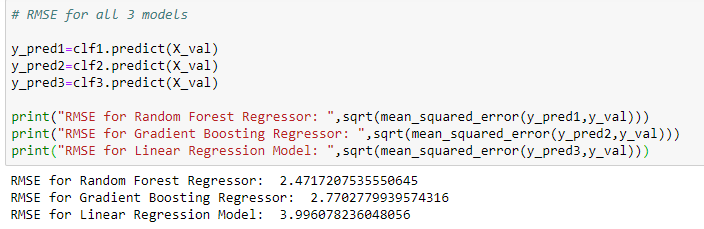 # RMSE for all 3 models
y_pred1=clf1.predict(X_val)
y_pred2=clf2.predict(X_val)
y_pred3=clf3.predict(X_val)
print("RMSE for Random Forest Regressor: ",sqrt(mean_squared_error(y_pred1,y_val)))
print("RMSE for Gradient Boosting Regressor: ",sqrt(mean_squared_error(y_pred2,y_val)))
print("RMSE for Linear Regression Model: ",sqrt(mean_squared_error(y_pred3,y_val)))
RMSE for Random Forest Regressor:  2.4717207535550645
RMSE for Gradient Boosting Regressor:  2.7702779939574316
RMSE for Linear Regression Model:  3.996078236048056